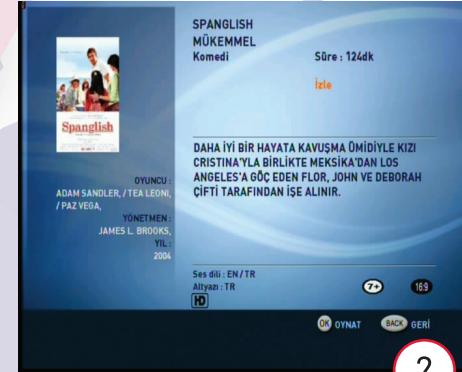 SPANGLISH
MÜKEMMEL
Komedi
Süre : 124dk
İzle
Spanglish
DAHA İYİ BİR HAYATA KAVUŞMA ÜMİDİYLE KIZI
CRISTINA'YLA BİRLİKTE MEKSİKA'DAN LOS
ANGELES'A GÖÇ EDEN FLOR, JOHN VE DEBORAH
ÇİFTİ TARAFINDAN İŞE ALINIR.
OYUNCU :
ADAM SANDLER, / TEA LEONI,
/ PAZ VEGA,
YÖNETMEN :
JAMES L. BROOKS,
YIL :
2004
Ses dili : EN / TR
Altyazı : TR
HD
7+
16:9
OK OYNAT
BACK GERİ
2